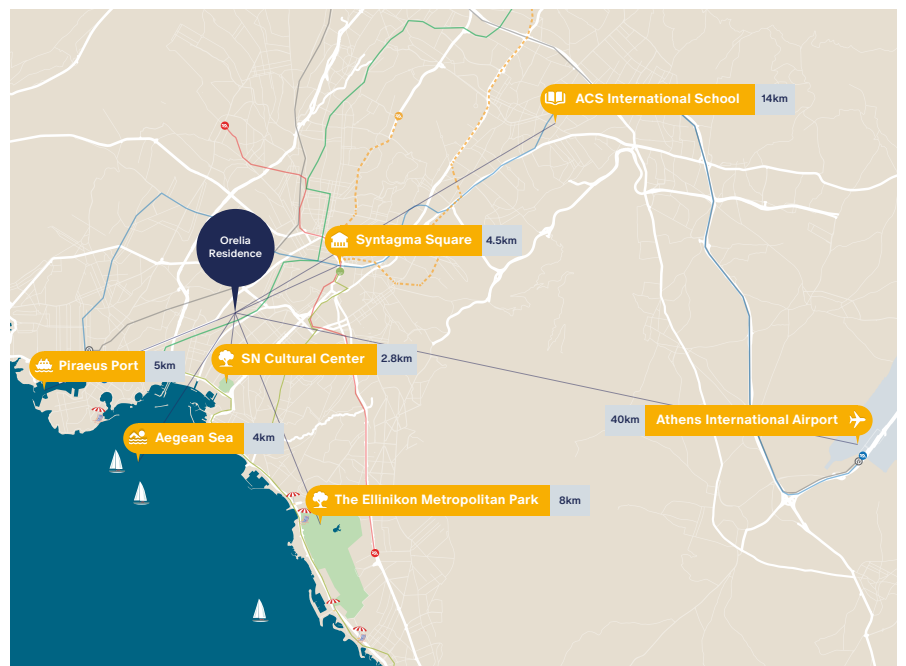 ACS International School
14km
Orelia
Residence
Syntagma Square
4.5km
Piraeus Port
5km
SN Cultural Center
2.8km
Aegean Sea
4km
40km
Athens International Airport
The Ellinikon Metropolitan Park
8km